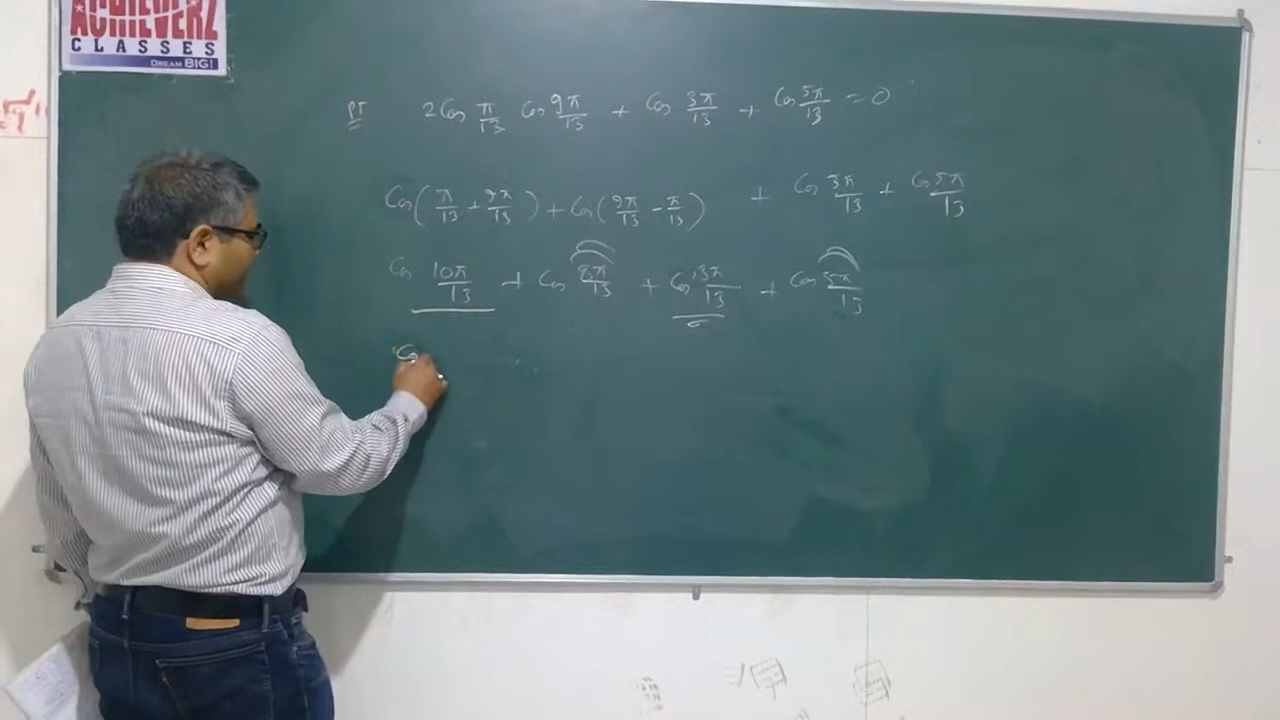 ACHIEVERZ
CLASSES
DREAM BIG!
PT 2Cos π/13 Cos 9π/13 + Cos 3π/13 + Cos 5π/13 = 0
Cos(π/13 + 9π/13) + Cos(9π/13 - π/13) + Cos 3π/13 + Cos 5π/13
Cos 10π/13 + Cos 8π/13 + Cos 3π/13 + Cos 5π/13
Co